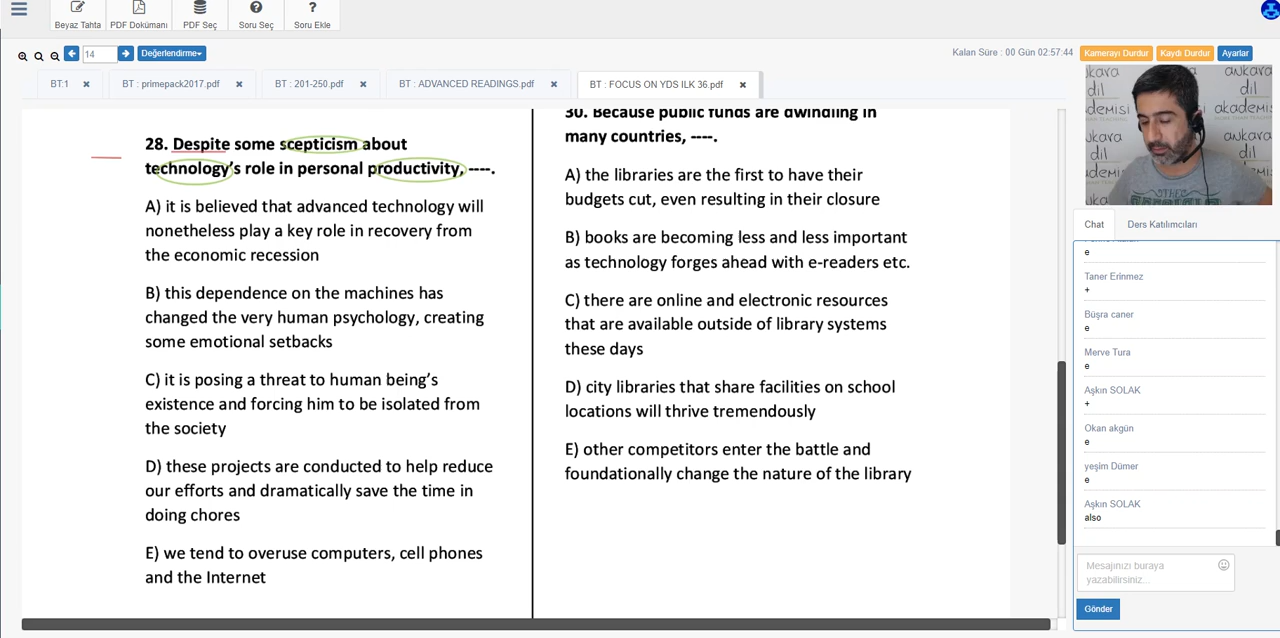 Beyaz Tahta
PDF Dokümanı
PDF Seç
Soru Seç
Soru Ekle
14
Değerlendirme
Kalan Süre : 00 Gün 02:57:44
Kamerayı Durdur
Kaydı Durdur
Ayarlar
BT:1
BT : primepack2017.pdf
BT : 201-250.pdf
BT : ADVANCED READINGS.pdf
BT : FOCUS ON YDS ILK 36.pdf
28. Despite some scepticism about
technology's role in personal productivity, ----.
A) it is believed that advanced technology will
nonetheless play a key role in recovery from
the economic recession
B) this dependence on the machines has
changed the very human psychology, creating
some emotional setbacks
C) it is posing a threat to human being's
existence and forcing him to be isolated from
the society
D) these projects are conducted to help reduce
our efforts and dramatically save the time in
doing chores
E) we tend to overuse computers, cell phones
and the Internet
30. Because public funds are dwindling in
many countries, ----.
A) the libraries are the first to have their
budgets cut, even resulting in their closure
B) books are becoming less and less important
as technology forges ahead with e-readers etc.
C) there are online and electronic resources
that are available outside of library systems
these days
D) city libraries that share facilities on school
locations will thrive tremendously
E) other competitors enter the battle and
foundationally change the nature of the library
ankara
dil
akademisi
Chat
Ders Katılımcıları
e
Taner Erinmez
+
Büşra caner
e
Merve Tura
e
Aşkın SOLAK
+
Okan akgün
e
yeşim Dümer
e
Aşkın SOLAK
also
Mesajınızı buraya
yazabilirsiniz...
Gönder